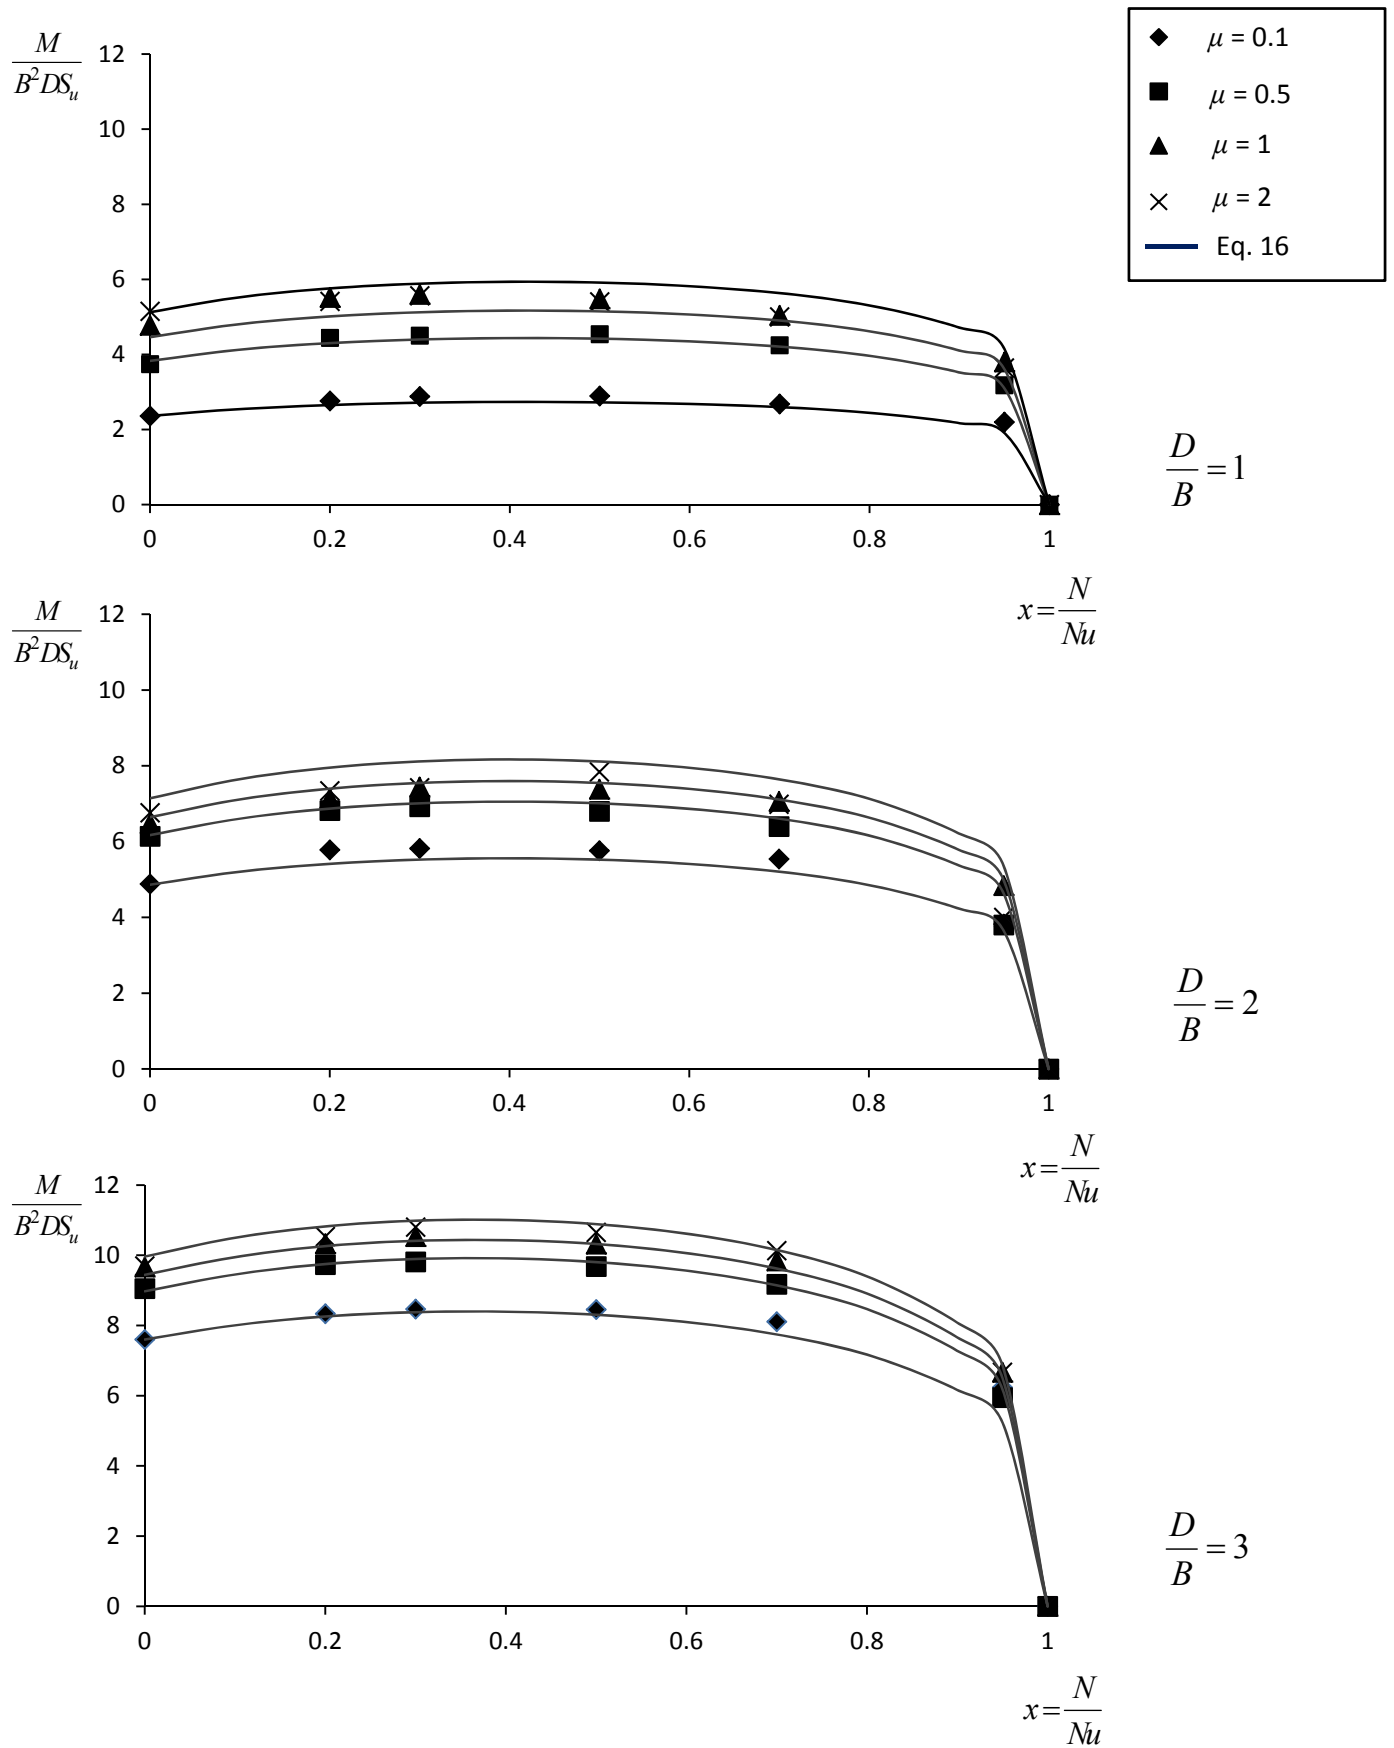 M
B²DSᵤ
12
10
8
6
4
2
0
0 0.2 0.4 0.6 0.8 1
μ = 0.1
μ = 0.5
μ = 1
μ = 2
Eq. 16
D
B = 1
x = N
Nu
M
B²DSᵤ
12
10
8
6
4
2
0
0 0.2 0.4 0.6 0.8 1
D
B = 2
x = N
Nu
M
B²DSᵤ
12
10
8
6
4
2
0
0 0.2 0.4 0.6 0.8 1
D
B = 3
x = N
Nu